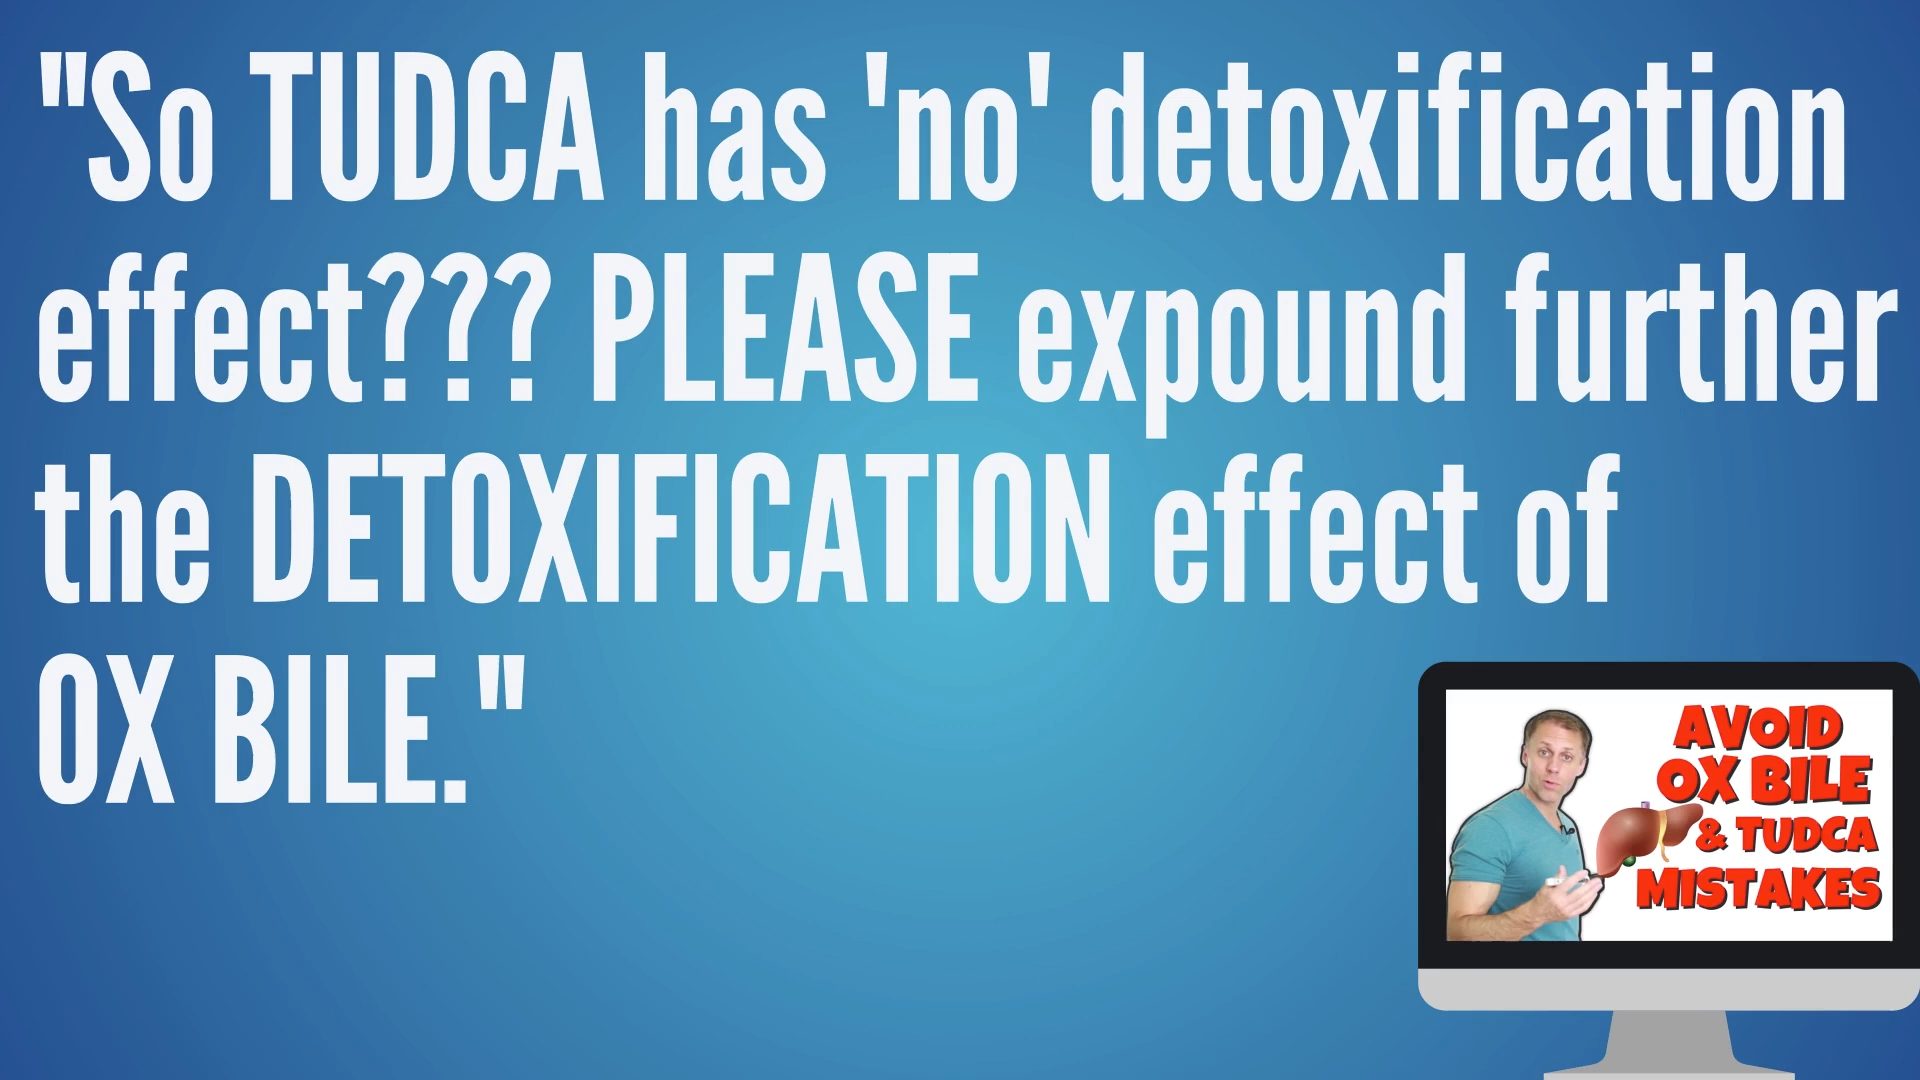 "So TUDCA has 'no' detoxification
effect??? PLEASE expound further
the DETOXIFICATION effect of
OX BILE."
AVOID
OX BILE
& TUDCA
MISTAKES